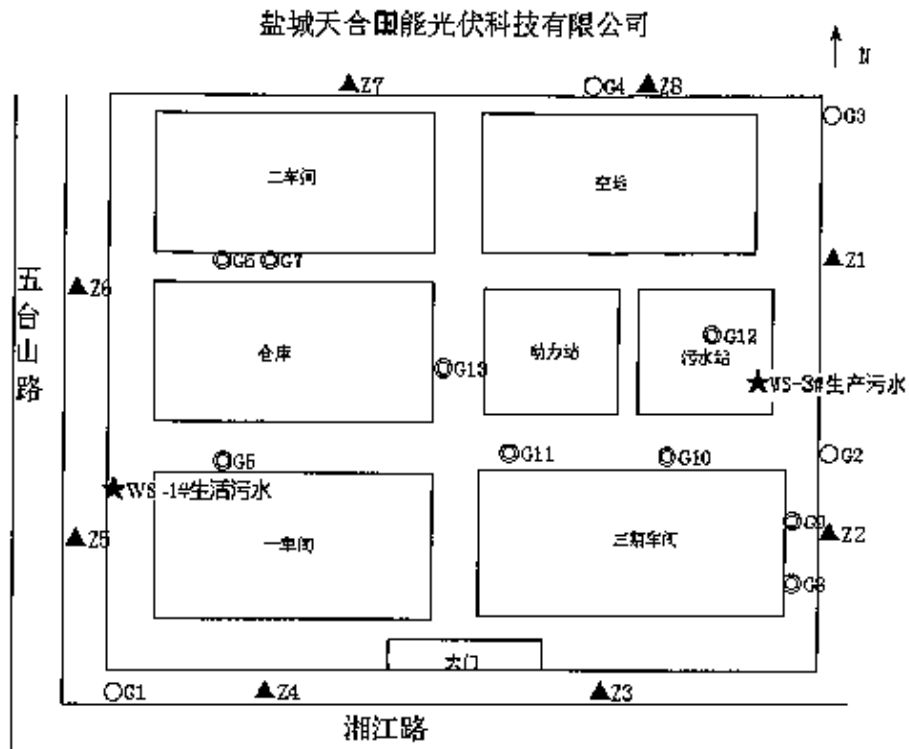 盐城天合国能光伏科技有限公司
N
Z7
G4
Z8
G3
二车间
空地
G6
G7
Z1
Z6
五台山路
仓库
动力站
G12
污水站
G13
WS-3#生产污水
G5
G11
G10
G2
WS-1#生活污水
Z5
一车间
三期车间
G9
Z2
G8
大门
G1
Z4
Z3
湘江路